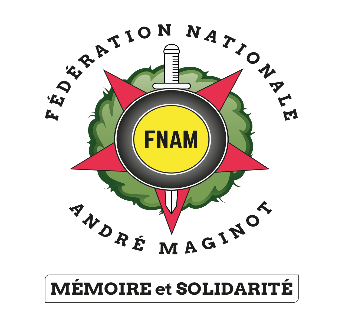 FÉDÉRATION NATIONALE
FNAM
ANDRÉ MAGINOT
MÉMOIRE et SOLIDARITÉ